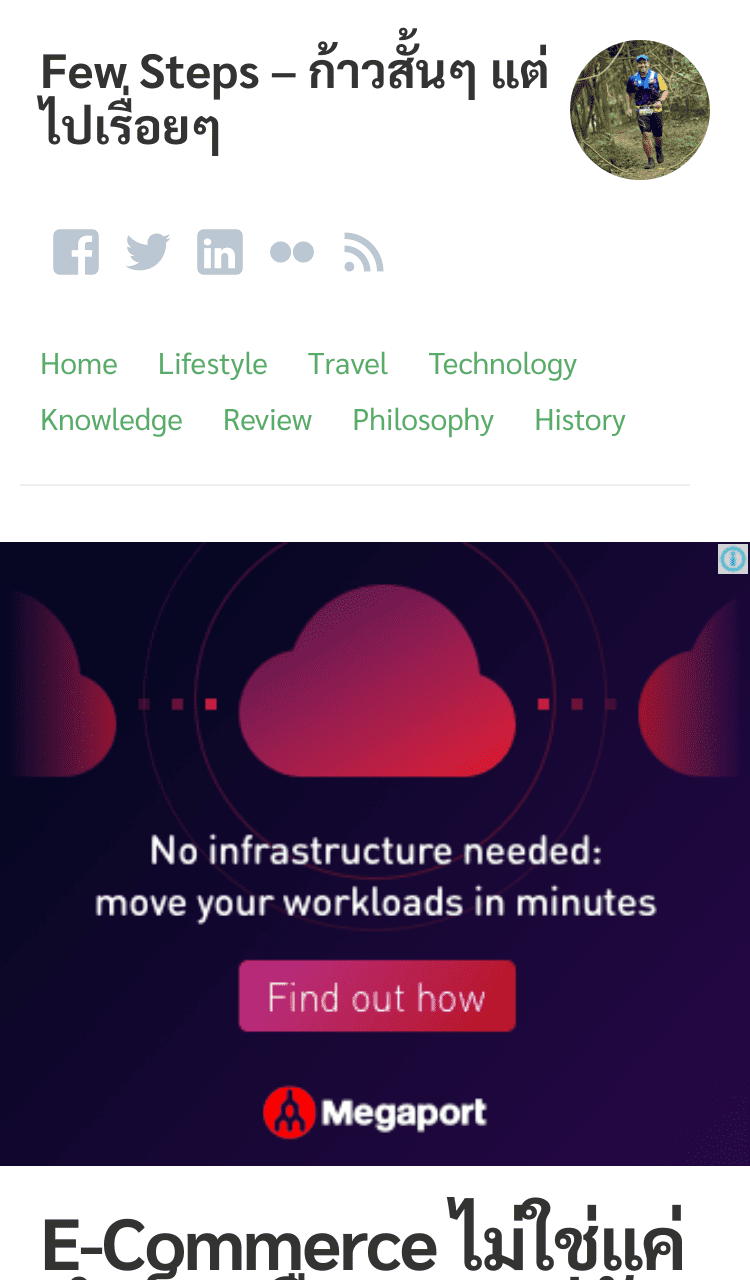 Few Steps – ก้าวสั้นๆ แต่
ไปเรื่อยๆ
Home Lifestyle Travel Technology
Knowledge Review Philosophy History
No infrastructure needed:
move your workloads in minutes
Find out how
Megaport
E-Commerce ไม่ใช่แค่